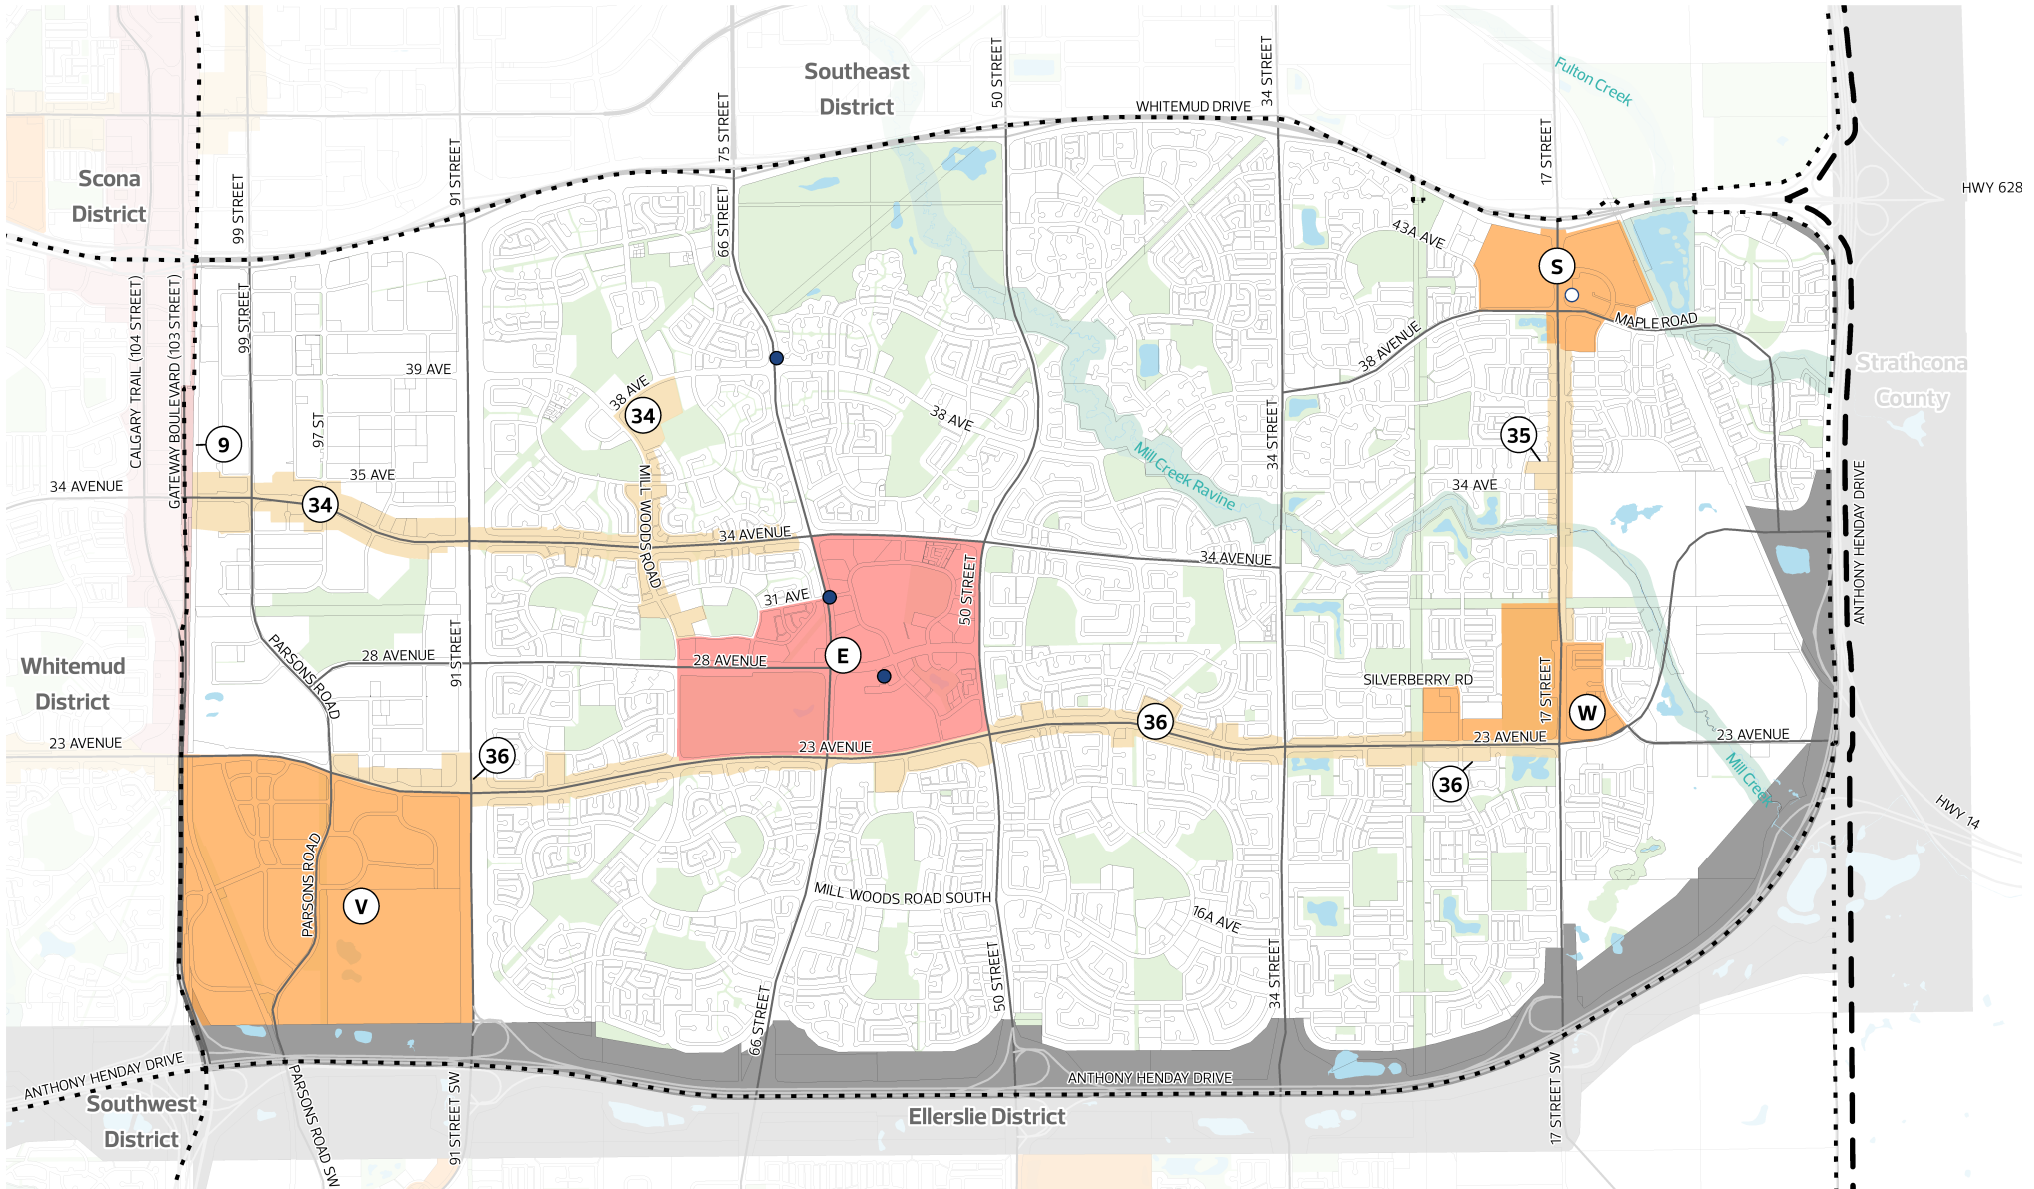 Southeast
District
50 STREET
34 STREET
WHITEMUD DRIVE
Fulton Creek
75 STREET
17 STREET
91 STREET
Scona
District
99 STREET
66 STREET
HWY 628
43A AVE
S
CALGARY TRAIL (104 STREET)
GATEWAY BOULEVARD (103 STREET)
99 STREET
MAPLE ROAD
38 AVENUE
39 AVE
Strathcona
County
38 AVE
34
38 AVE
97 ST
9
34 STREET
35
Mill Creek Ravine
35 AVE
34 AVENUE
34 AVE
34
MILL WOODS ROAD
34 AVENUE
34 AVENUE
ANTHONY HENDAY DRIVE
50 STREET
31 AVE
PARSONS ROAD
91 STREET
28 AVENUE
28 AVENUE
E
Whitemud
District
SILVERBERRY RD
17 STREET
W
36
23 AVENUE
23 AVENUE
23 AVENUE
23 AVENUE
36
36
Mill Creek
HWY 14
PARSONS ROAD
V
MILL WOODS ROAD SOUTH
16A AVE
50 STREET
34 STREET
66 STREET
ANTHONY HENDAY DRIVE
ANTHONY HENDAY DRIVE
Southwest
District
PARSONS ROAD SW
91 STREET SW
Ellerslie District
17 STREET SW